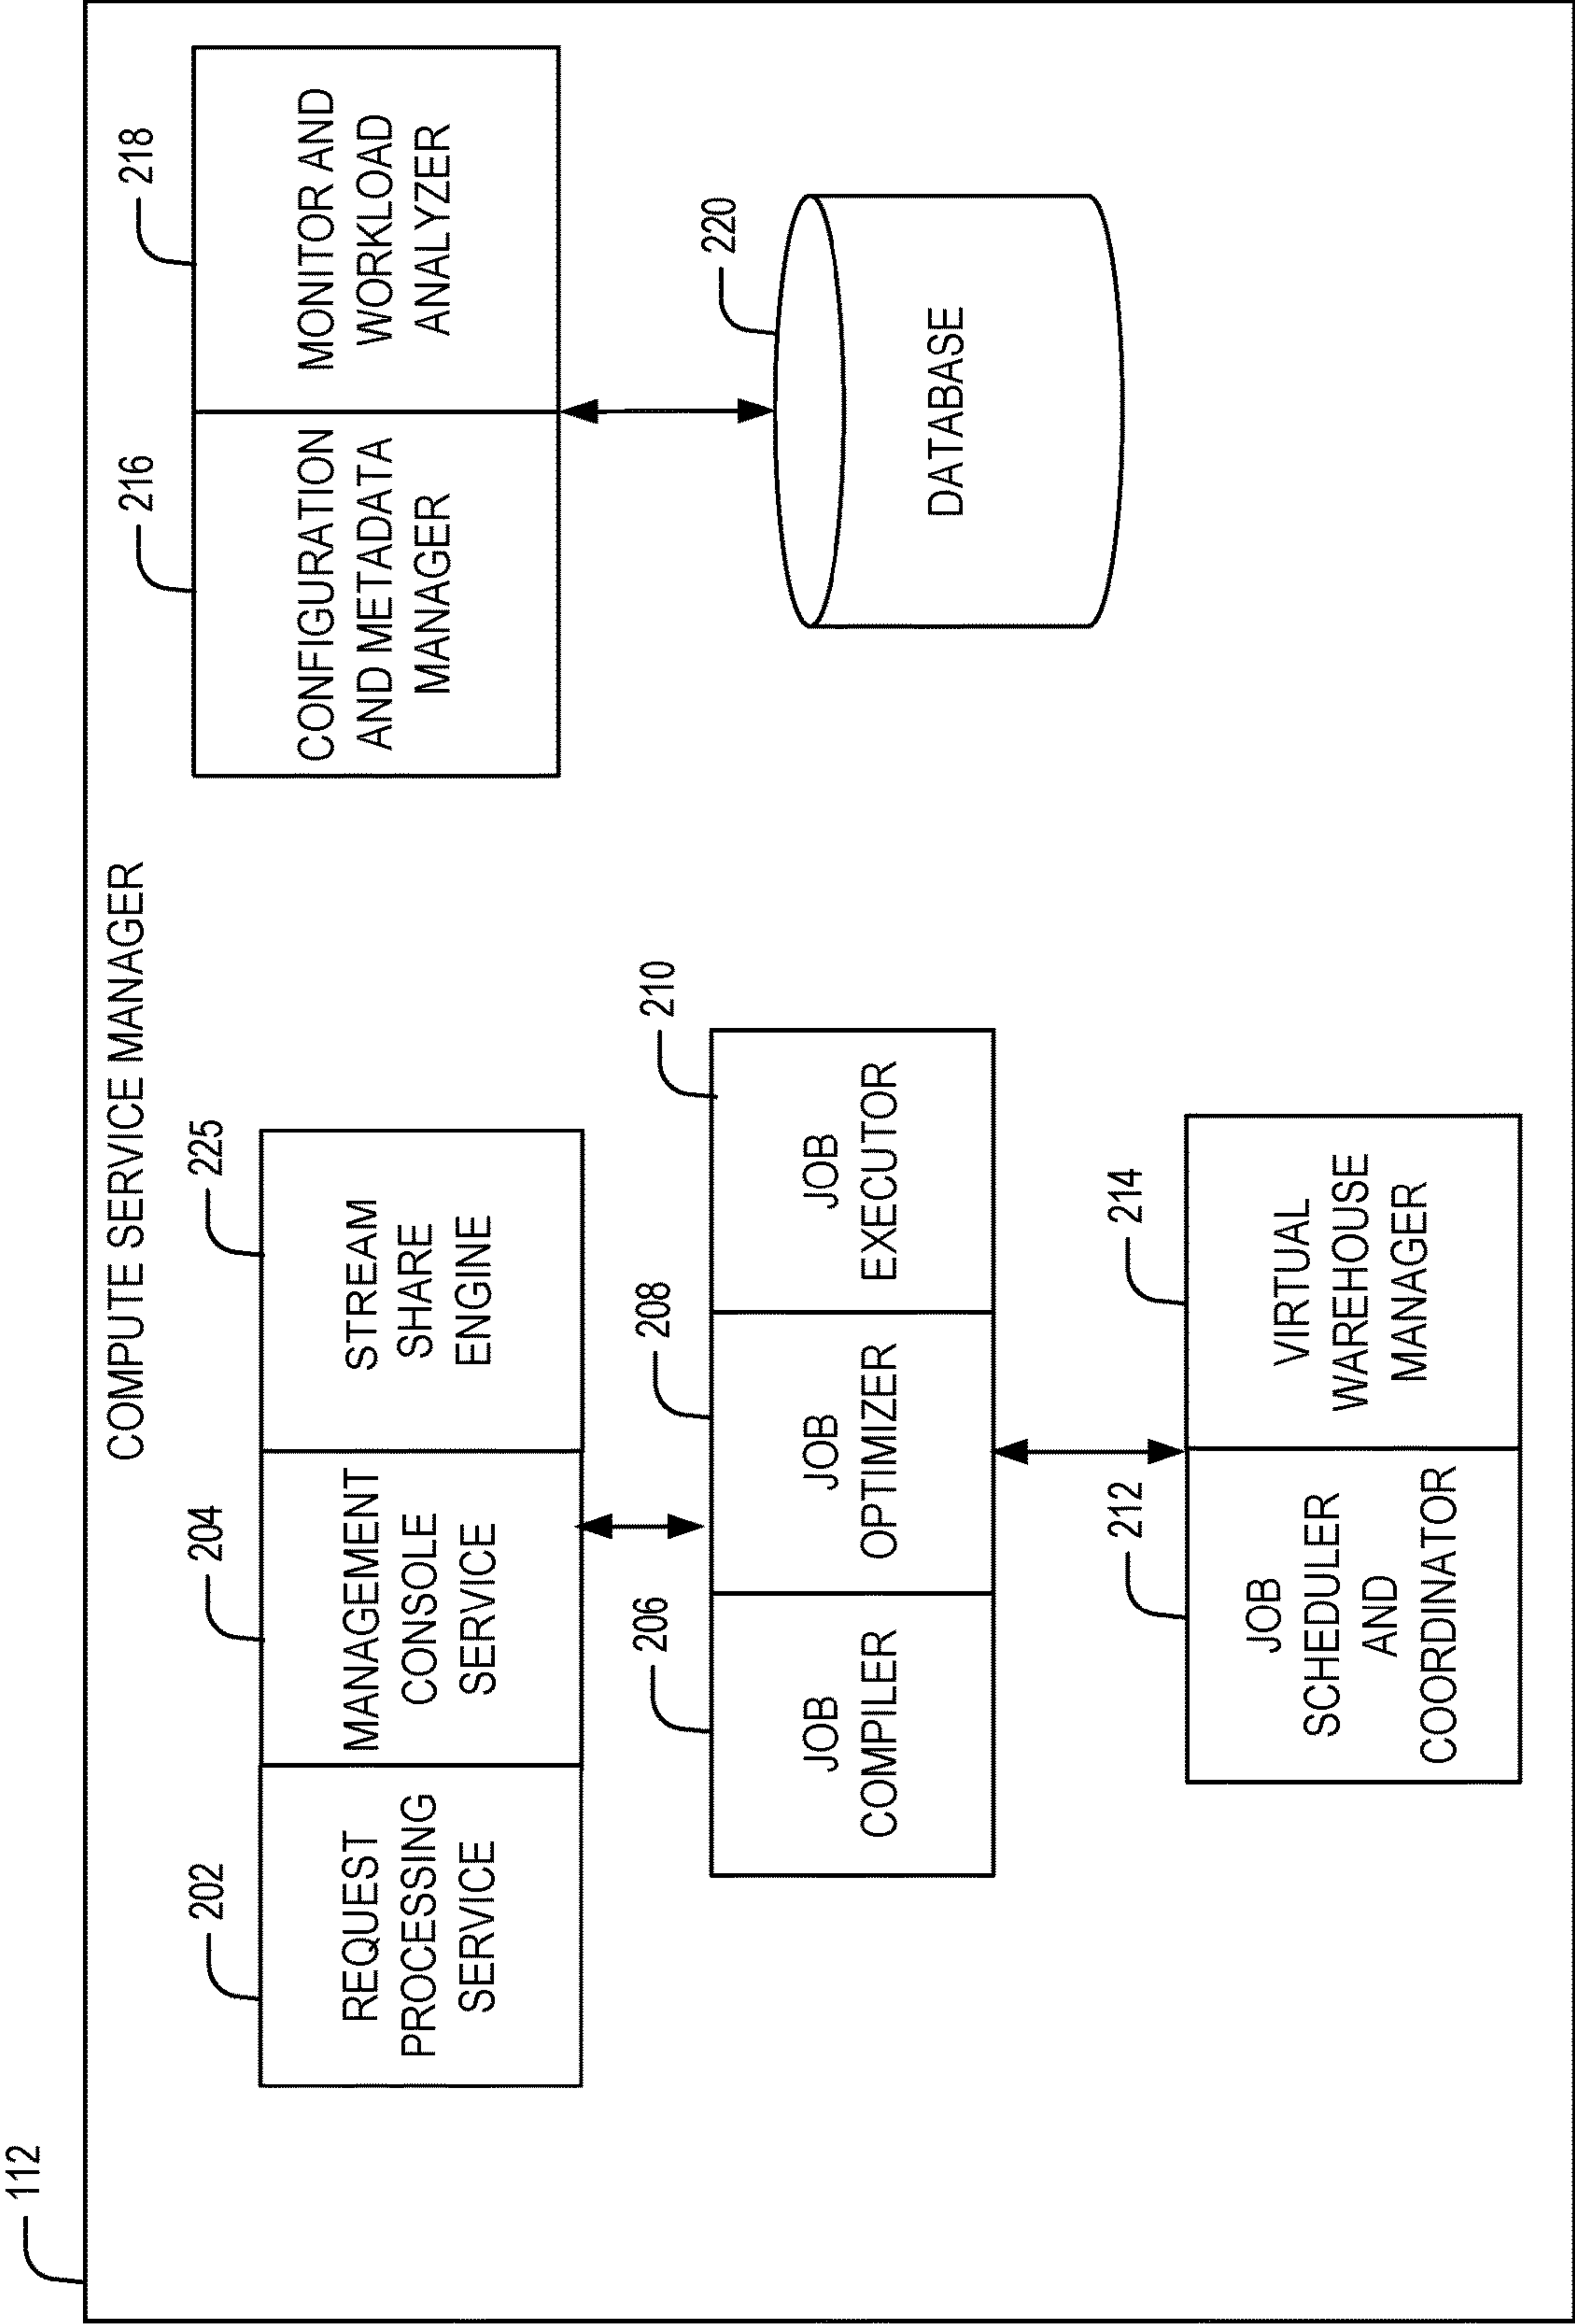 112
COMPUTE SERVICE MANAGER
202
REQUEST
PROCESSING
SERVICE
204
MANAGEMENT
CONSOLE
SERVICE
225
STREAM
SHARE
ENGINE
206
JOB
COMPILER
208
JOB
OPTIMIZER
210
JOB
EXECUTOR
212
JOB
SCHEDULER
AND
COORDINATOR
214
VIRTUAL
WAREHOUSE
MANAGER
216
CONFIGURATION
AND METADATA
MANAGER
218
MONITOR AND
WORKLOAD
ANALYZER
220
DATABASE